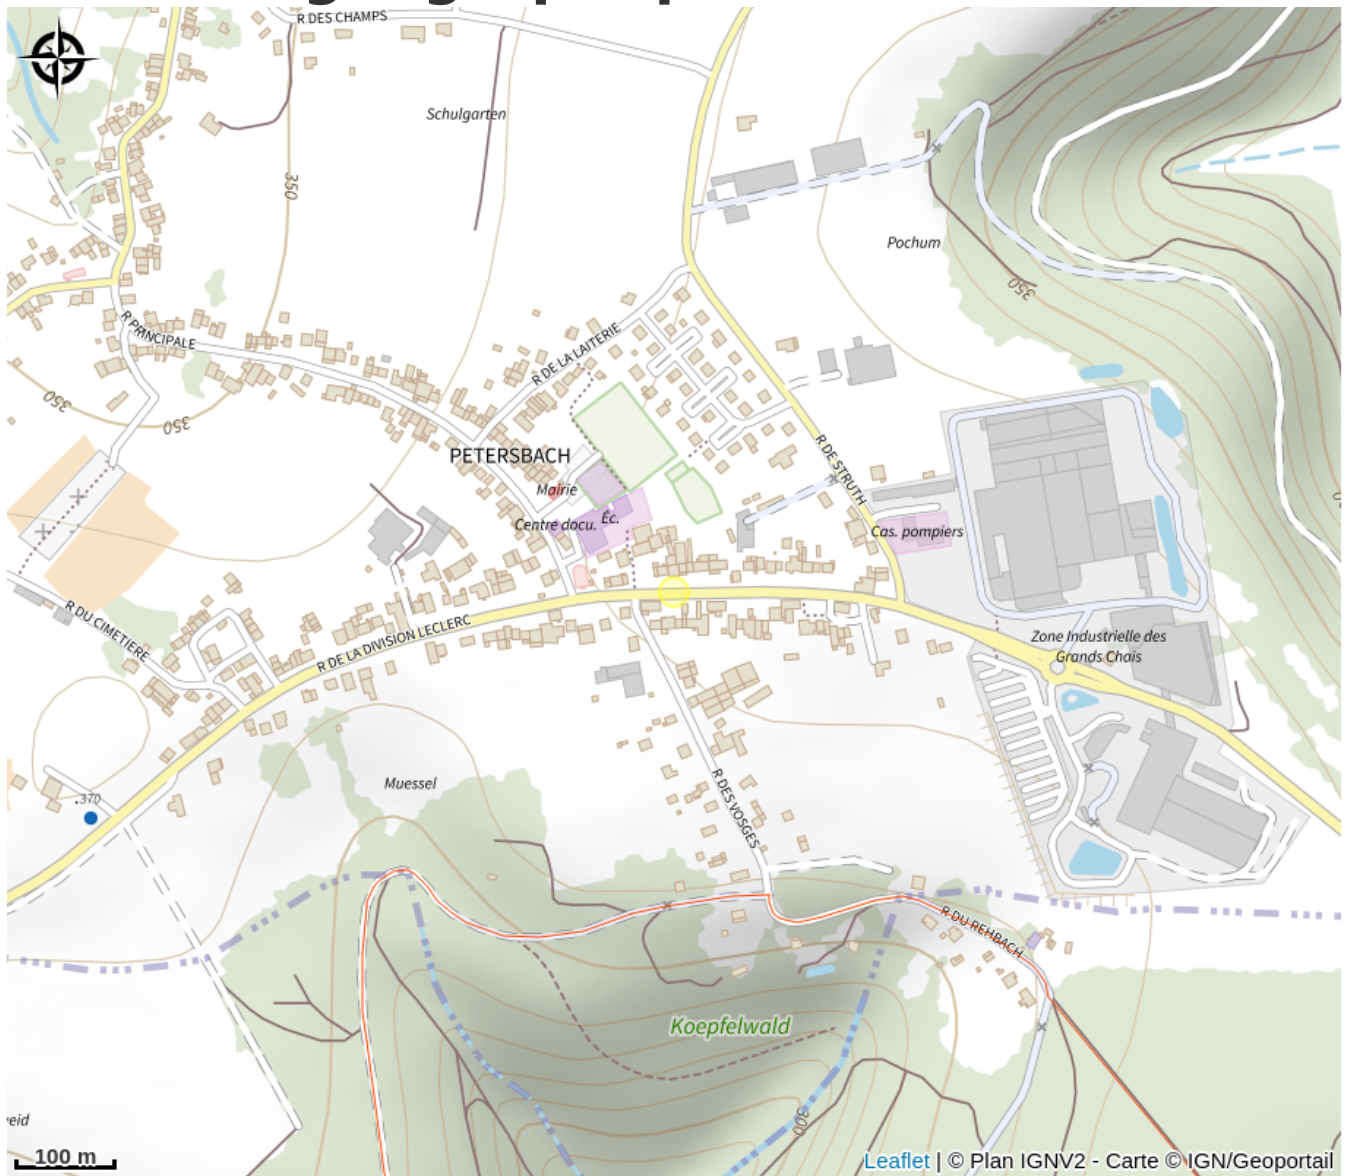 R DES CHAMPS
Schulgarten
350
Pochum
350
R PRINCIPALE
R DE LA LAITERIE
350
350
PETERSBACH
R DE STRUTH
Mairie
Centre docu.
Éc.
Cas. pompiers
R DU CIMETIERE
R DE LA DIVISION LECLERC
Zone Industrielle des
Grands Chais
Muessel
R DES VOSGES
.370
R DU REHBACH
Koepfelwald
300
eid
100 m
Leaflet | © Plan IGNV2 - Carte © IGN/Geoportail